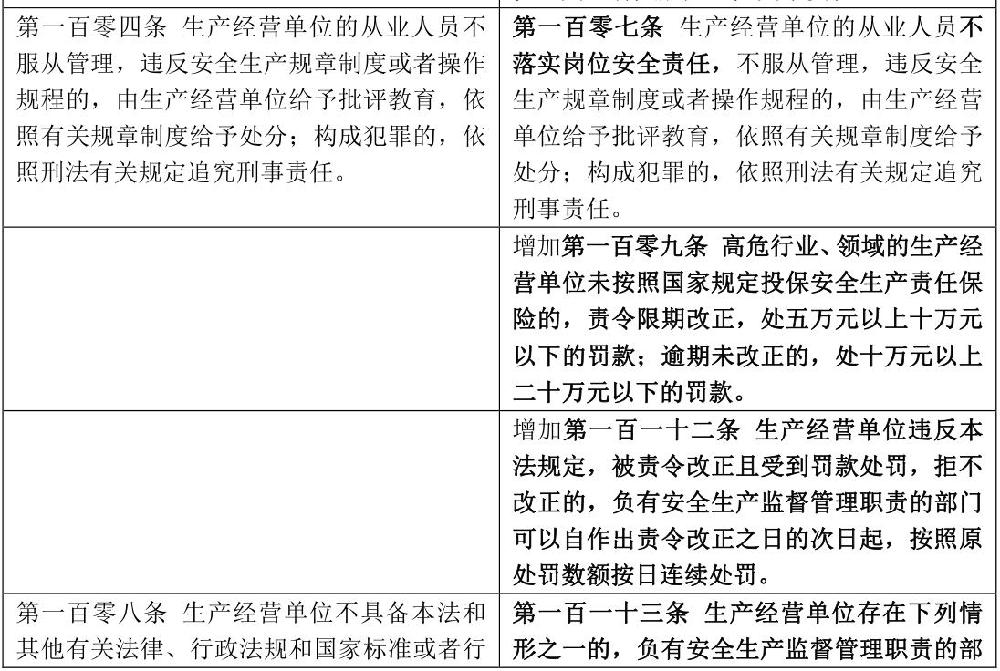 第一百零四条 生产经营单位的从业人员不
服从管理，违反安全生产规章制度或者操作
规程的，由生产经营单位给予批评教育，依
照有关规章制度给予处分；构成犯罪的，依
照刑法有关规定追究刑事责任。
第一百零七条 生产经营单位的从业人员不
落实岗位安全责任，不服从管理，违反安全
生产规章制度或者操作规程的，由生产经营
单位给予批评教育，依照有关规章制度给予
处分；构成犯罪的，依照刑法有关规定追究
刑事责任。
增加第一百零九条 高危行业、领域的生产经
营单位未按照国家规定投保安全生产责任保
险的，责令限期改正，处五万元以上十万元
以下的罚款；逾期未改正的，处十万元以上
二十万元以下的罚款。
增加第一百一十二条 生产经营单位违反本
法规定，被责令改正且受到罚款处罚，拒不
改正的，负有安全生产监督管理职责的部门
可以自作出责令改正之日的次日起，按照原
处罚数额按日连续处罚。
第一百零八条 生产经营单位不具备本法和
其他有关法律、行政法规和国家标准或者行
第一百一十三条 生产经营单位存在下列情
形之一的，负有安全生产监督管理职责的部